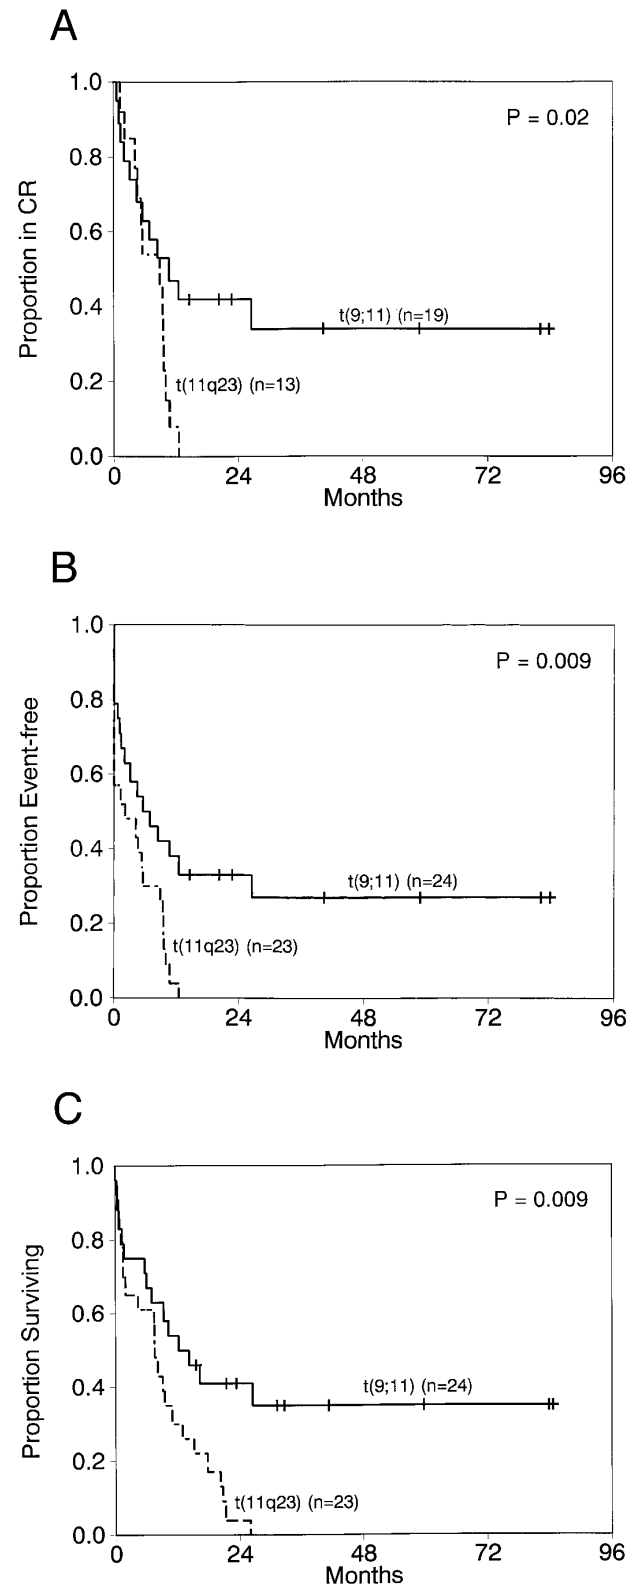 A
1.0
P = 0.02
0.8
0.6
0.4
t(9;11) (n=19)
0.2
t(11q23) (n=13)
0.0
0 24 48 72 96
Proportion in CR
Months
B
1.0
P = 0.009
0.8
0.6
0.4
t(9;11) (n=24)
0.2
t(11q23) (n=23)
0.0
0 24 48 72 96
Proportion Event-free
Months
C
1.0
P = 0.009
0.8
0.6
0.4
t(9;11) (n=24)
0.2
t(11q23) (n=23)
0.0
0 24 48 72 96
Proportion Surviving
Months